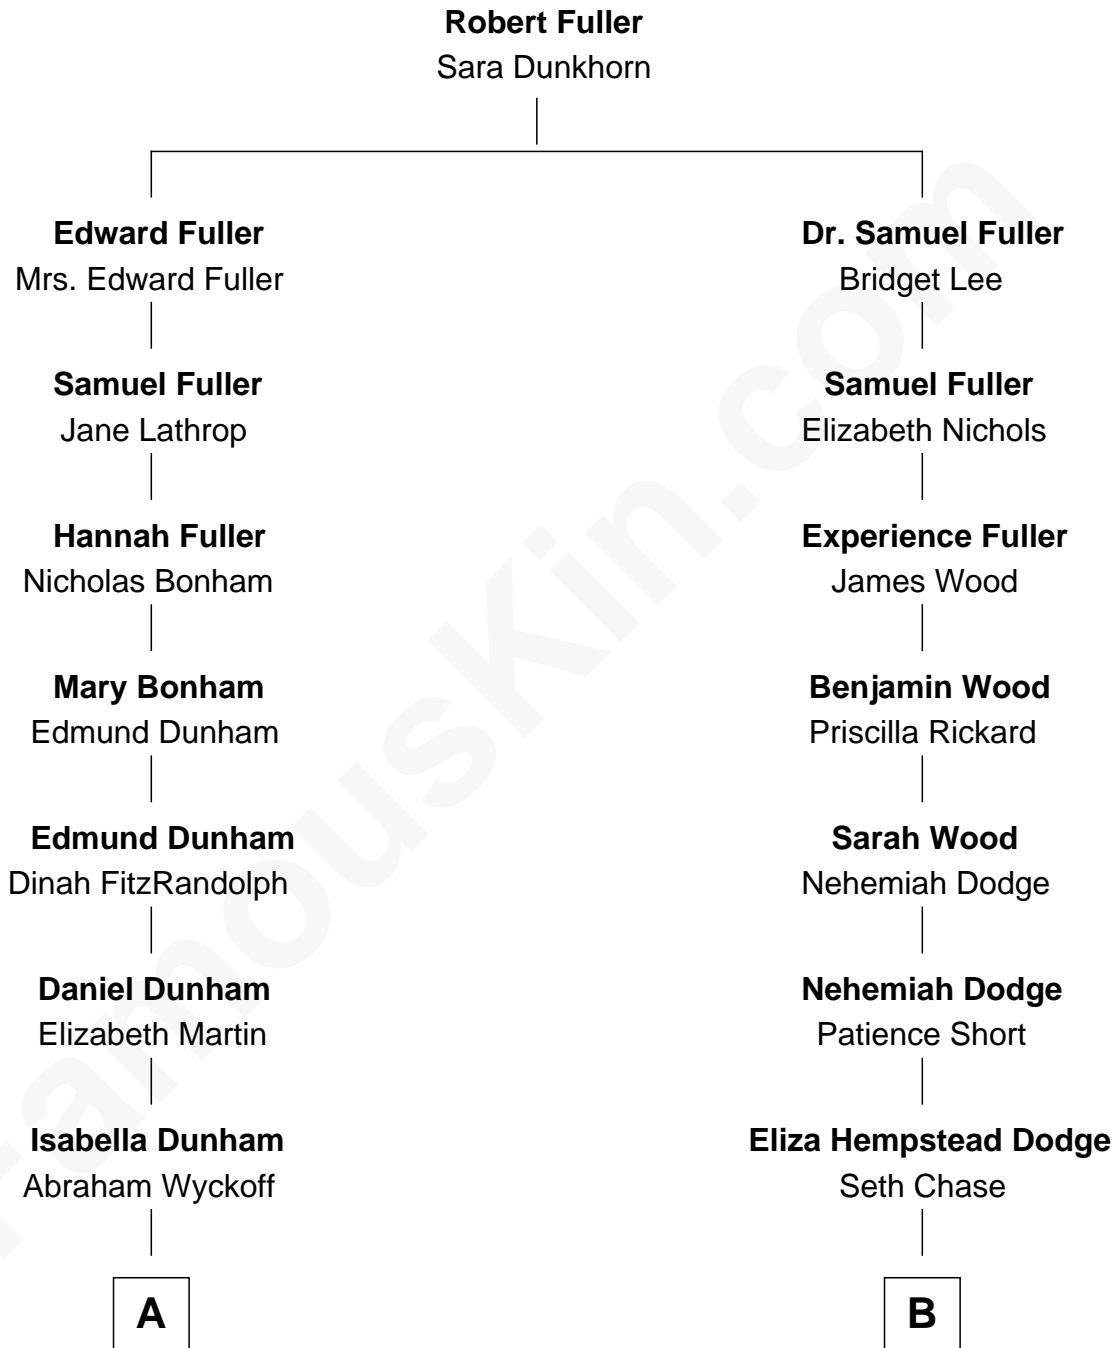 Robert Fuller
Sara Dunkhorn
Edward Fuller
Mrs. Edward Fuller
Samuel Fuller
Jane Lathrop
Hannah Fuller
Nicholas Bonham
Mary Bonham
Edmund Dunham
Edmund Dunham
Dinah FitzRandolph
Daniel Dunham
Elizabeth Martin
Isabella Dunham
Abraham Wyckoff
A
Dr. Samuel Fuller
Bridget Lee
Samuel Fuller
Elizabeth Nichols
Experience Fuller
James Wood
Benjamin Wood
Priscilla Rickard
Sarah Wood
Nehemiah Dodge
Nehemiah Dodge
Patience Short
Eliza Hempstead Dodge
Seth Chase
B
FamousKin.com